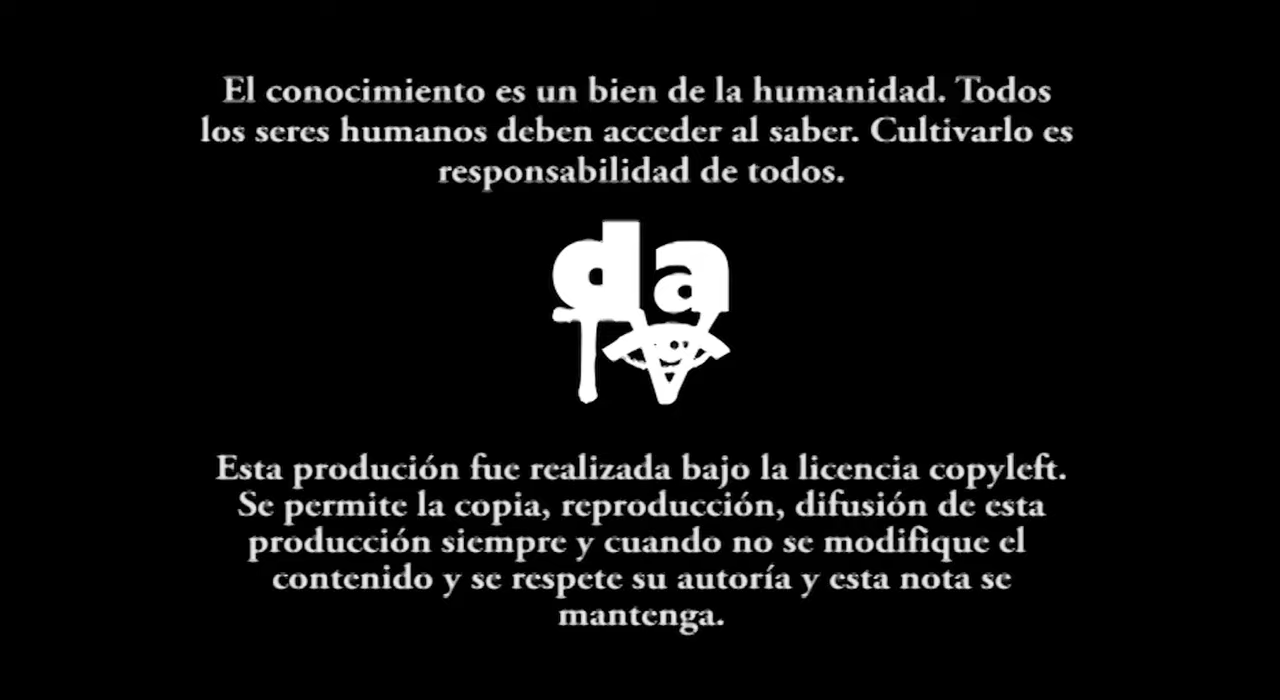 El conocimiento es un bien de la humanidad. Todos
los seres humanos deben acceder al saber. Cultivarlo es
responsabilidad de todos.
da
TV
Esta produción fue realizada bajo la licencia copyleft.
Se permite la copia, reproducción, difusión de esta
producción siempre y cuando no se modifique el
contenido y se respete su autoría y esta nota se
mantenga.